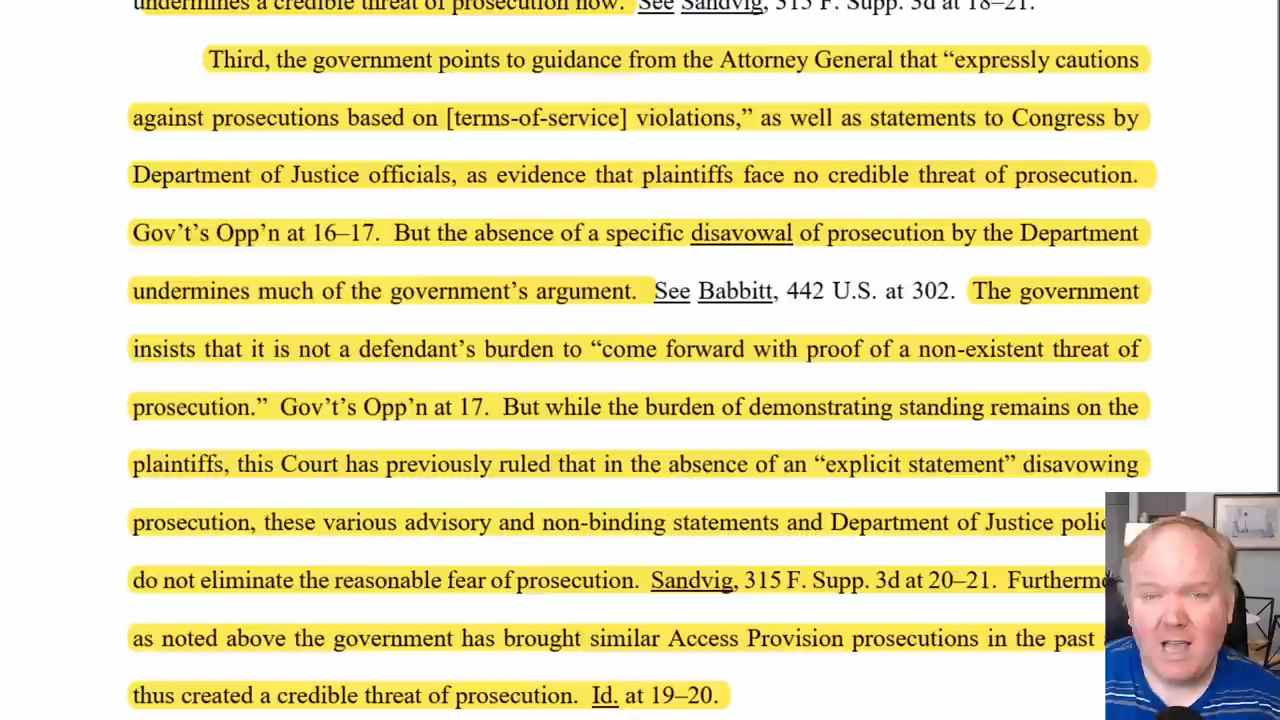 undermines a credible threat of prosecution now. See Sandvig, 315 F. Supp. 3d at 18–21.
Third, the government points to guidance from the Attorney General that “expressly cautions
against prosecutions based on [terms-of-service] violations,” as well as statements to Congress by
Department of Justice officials, as evidence that plaintiffs face no credible threat of prosecution.
Gov’t’s Opp’n at 16–17. But the absence of a specific disavowal of prosecution by the Department
undermines much of the government’s argument. See Babbitt, 442 U.S. at 302. The government
insists that it is not a defendant’s burden to “come forward with proof of a non-existent threat of
prosecution.” Gov’t’s Opp’n at 17. But while the burden of demonstrating standing remains on the
plaintiffs, this Court has previously ruled that in the absence of an “explicit statement” disavowing
prosecution, these various advisory and non-binding statements and Department of Justice
do not eliminate the reasonable fear of prosecution. Sandvig, 315 F. Supp. 3d at 20–21.
as noted above the government has brought similar Access Provision prosecutions in the past
thus created a credible threat of prosecution. Id. at 19–20.